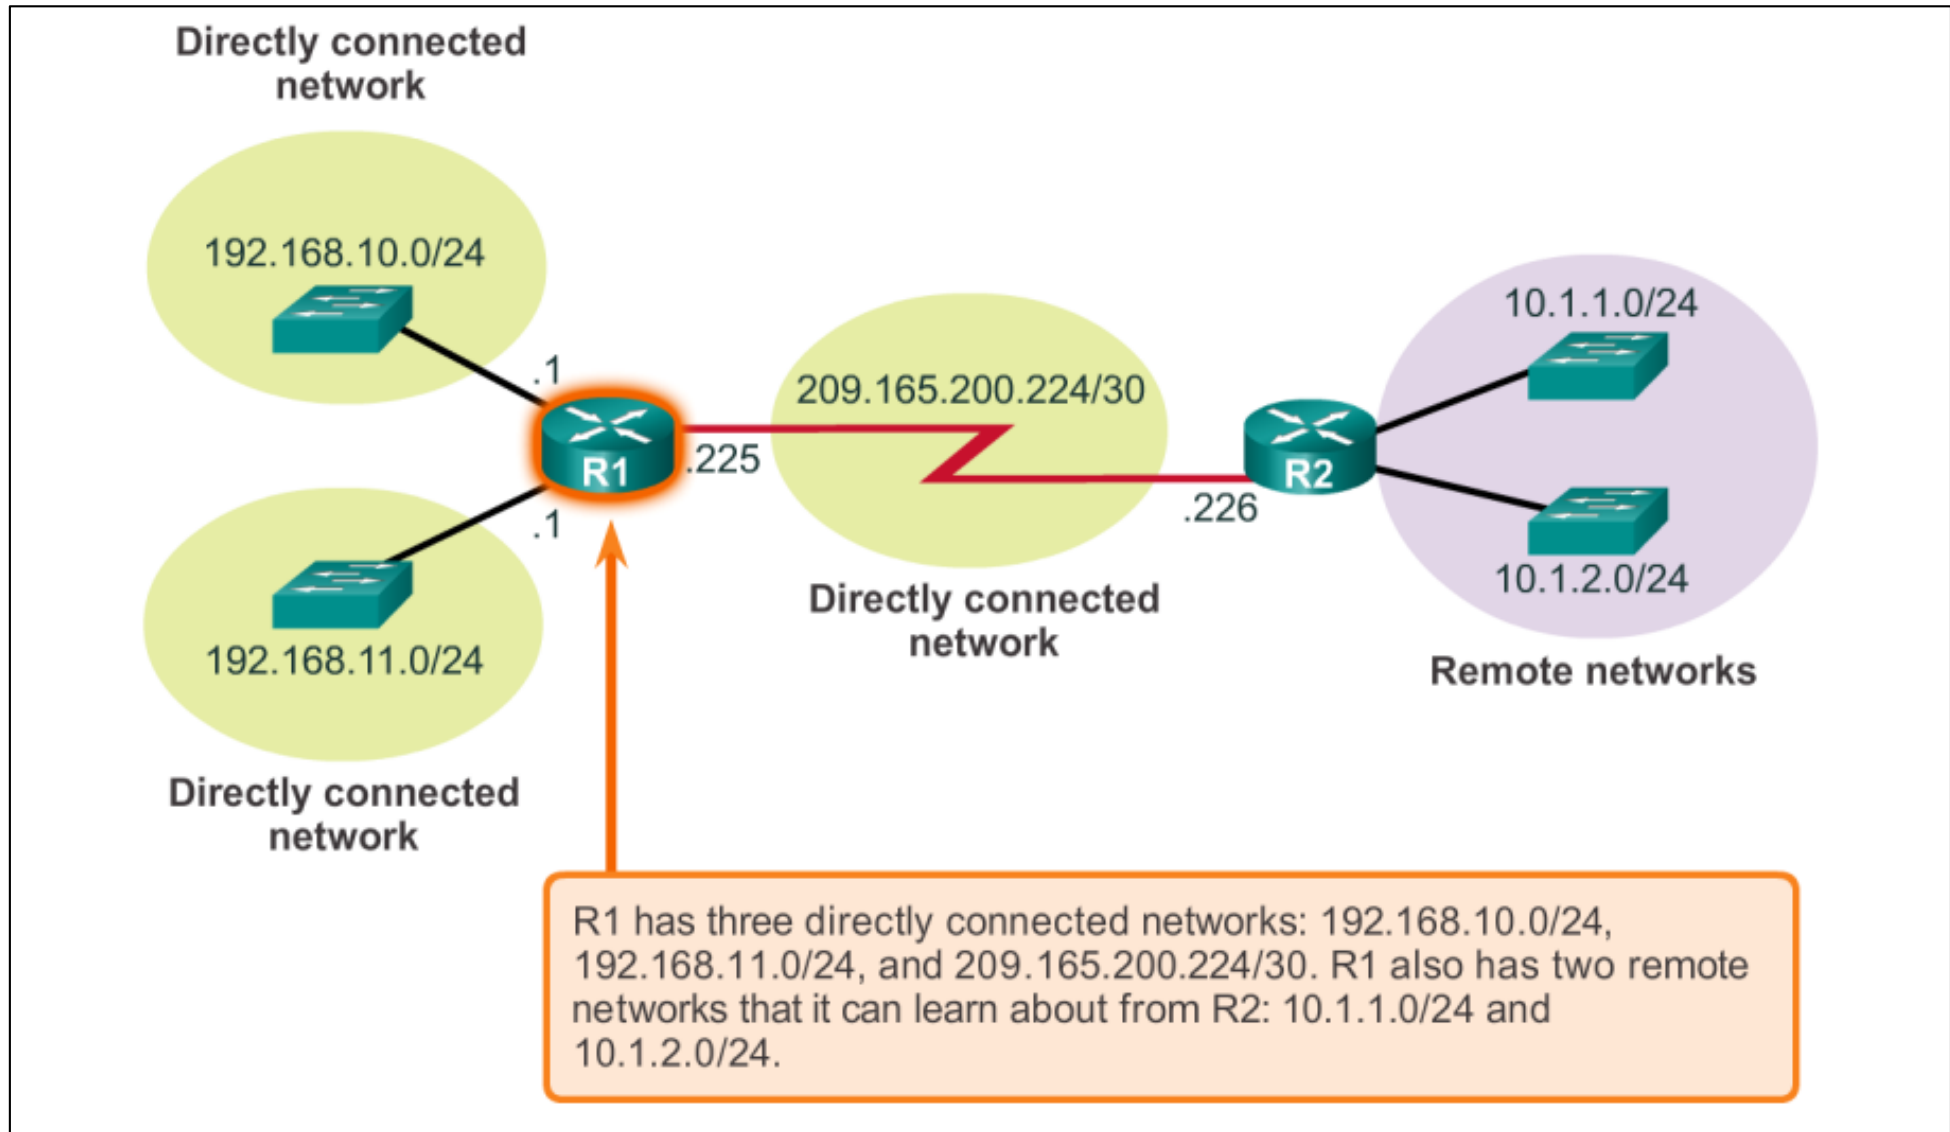 Directly connected
network
192.168.10.0/24
.1
R1
.225
.1
192.168.11.0/24
Directly connected
network
209.165.200.224/30
.226
Directly connected
network
R2
10.1.1.0/24
10.1.2.0/24
Remote networks
R1 has three directly connected networks: 192.168.10.0/24,
192.168.11.0/24, and 209.165.200.224/30. R1 also has two remote
networks that it can learn about from R2: 10.1.1.0/24 and
10.1.2.0/24.